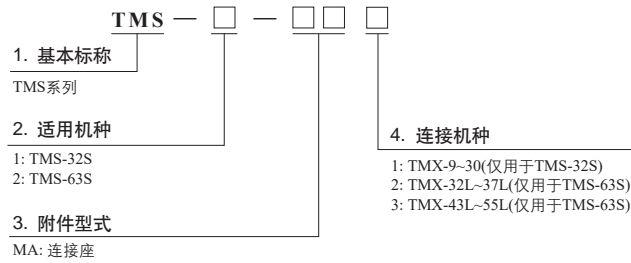 TMS — □ — □□ □
1. 基本标称
TMS系列
2. 适用机种
1: TMS-32S
2: TMS-63S
3. 附件型式
MA: 连接座
4. 连接机种
1: TMX-9~30(仅用于TMS-32S)
2: TMX-32L~37L(仅用于TMS-63S)
3: TMX-43L~55L(仅用于TMS-63S)